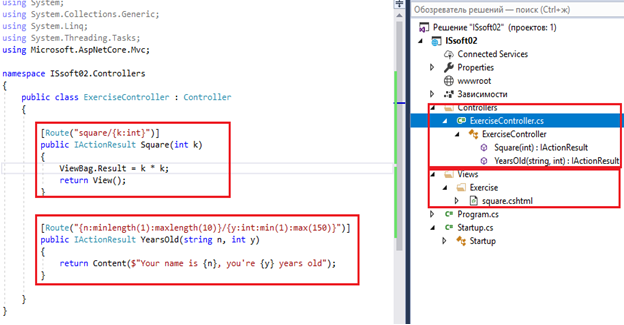 using System;
using System.Collections.Generic;
using System.Linq;
using System.Threading.Tasks;
using Microsoft.AspNetCore.Mvc;
namespace ISsoft02.Controllers
{
public class ExerciseController : Controller
{
[Route("square/{k:int}")]
public IActionResult Square(int k)
{
ViewBag.Result = k * k;
return View();
}
[Route("{n:minlength(1):maxlength(10)}/{y:int:min(1):max(150)}")]
public IActionResult YearsOld(string n, int y)
{
return Content($"Your name is {n}, you're {y} years old");
}
}
}
Обозреватель решений — поиск (Ctrl+ж)
Решение "ISsoft02" (проектов: 1)
ISsoft02
Connected Services
Properties
wwwroot
Зависимости
Controllers
C# ExerciseController.cs
ExerciseController
Square(int) : IActionResult
YearsOld(string, int) : IActionResult
Views
Exercise
square.cshtml
C# Program.cs
C# Startup.cs
Startup